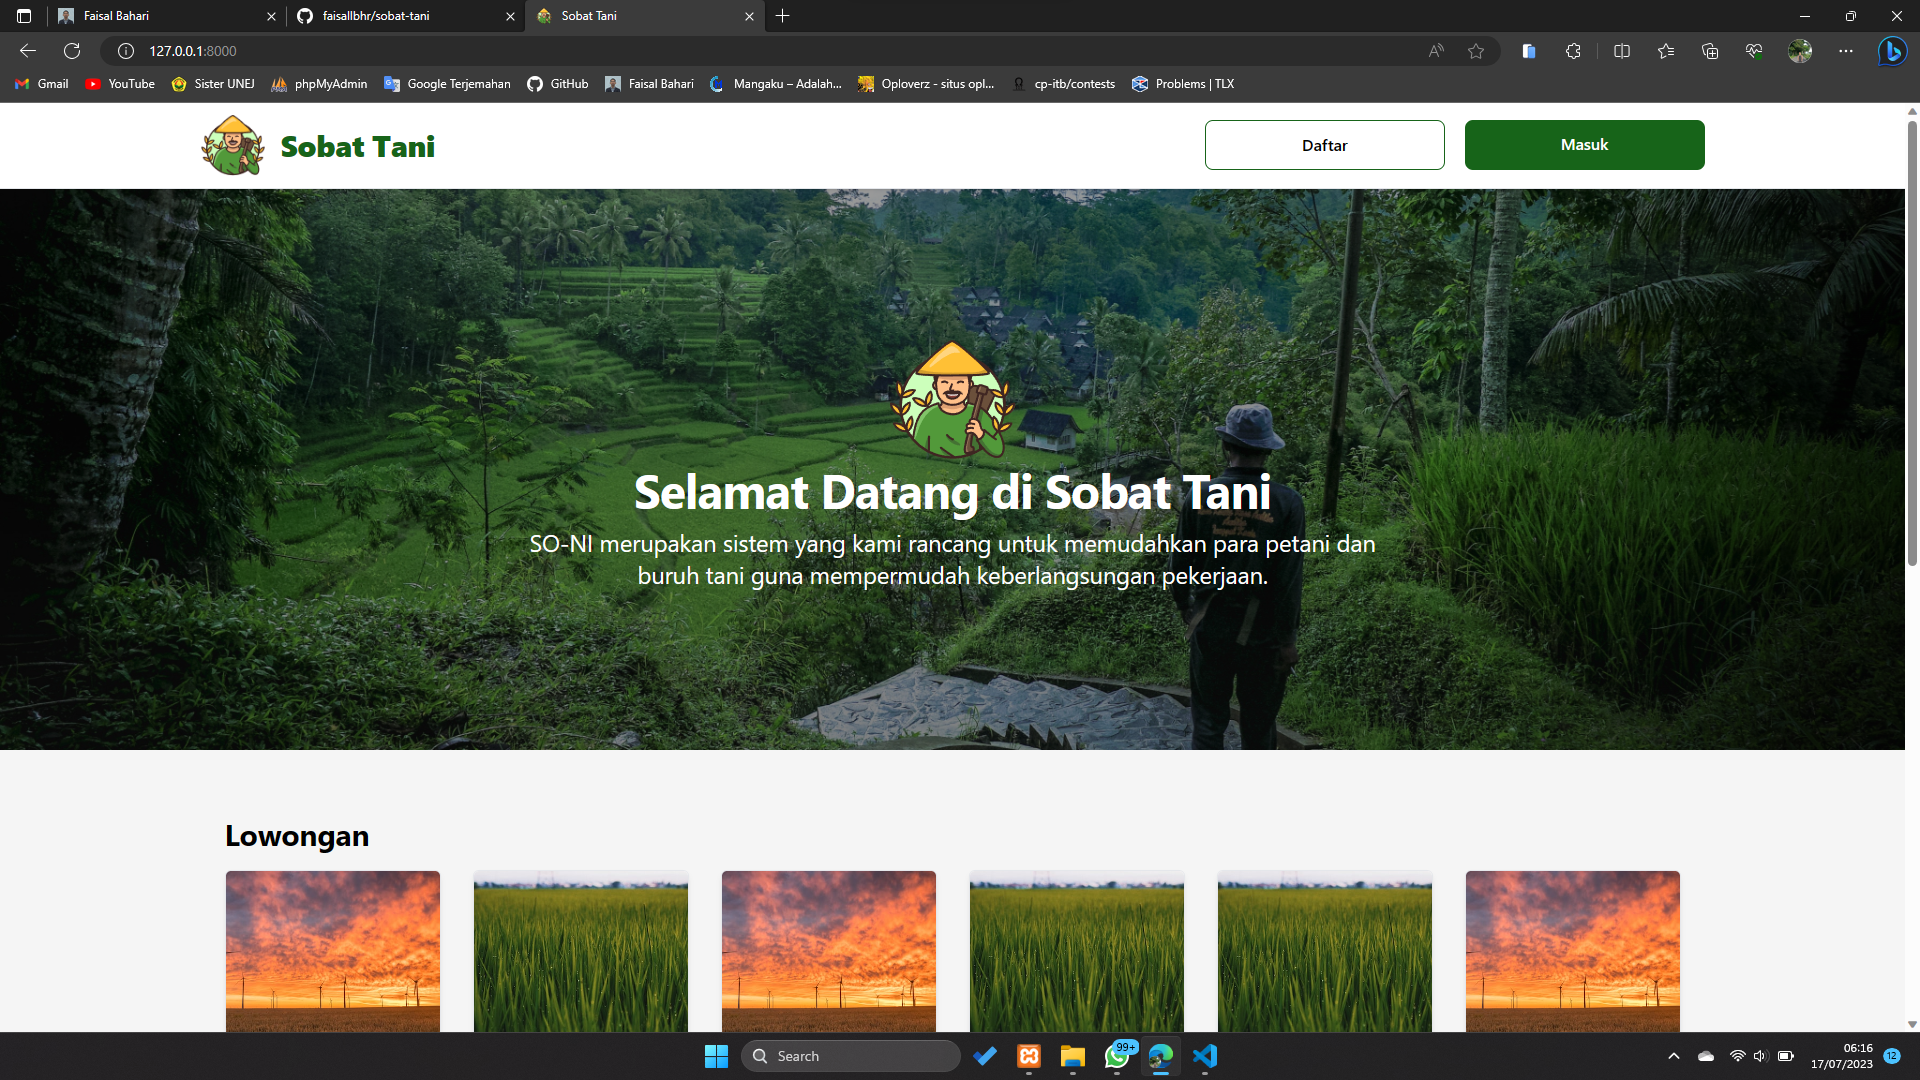 Faisal Bahari
faisallbhr/sobat-tani
Sobat Tani
127.0.0.1:8000
Gmail
YouTube
Sister UNEJ
phpMyAdmin
Google Terjemahan
GitHub
Faisal Bahari
Mangaku – Adalah...
Oploverz - situs opl...
cp-itb/contests
Problems | TLX
Sobat Tani
Daftar
Masuk
Selamat Datang di Sobat Tani
SO-NI merupakan sistem yang kami rancang untuk memudahkan para petani dan
buruh tani guna mempermudah keberlangsungan pekerjaan.
Lowongan
Search
99+
06:16
17/07/2023
12